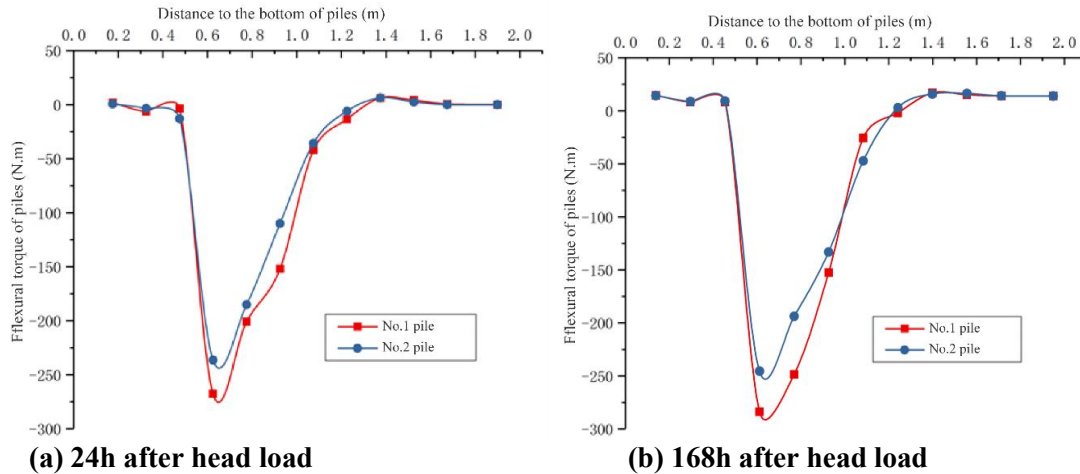 Distance to the bottom of piles (m)
0.0 0.2 0.4 0.6 0.8 1.0 1.2 1.4 1.6 1.8 2.0
50
0
-50
-100
-150
-200
-250
-300
Fflexural torque of piles (N.m)
No.1 pile
No.2 pile
(a) 24h after head load
Distance to the bottom of piles (m)
0.0 0.2 0.4 0.6 0.8 1.0 1.2 1.4 1.6 1.8 2.0
50
0
-50
-100
-150
-200
-250
-300
Fflexural torque of piles (N.m)
No.1 pile
No.2 pile
(b) 168h after head load